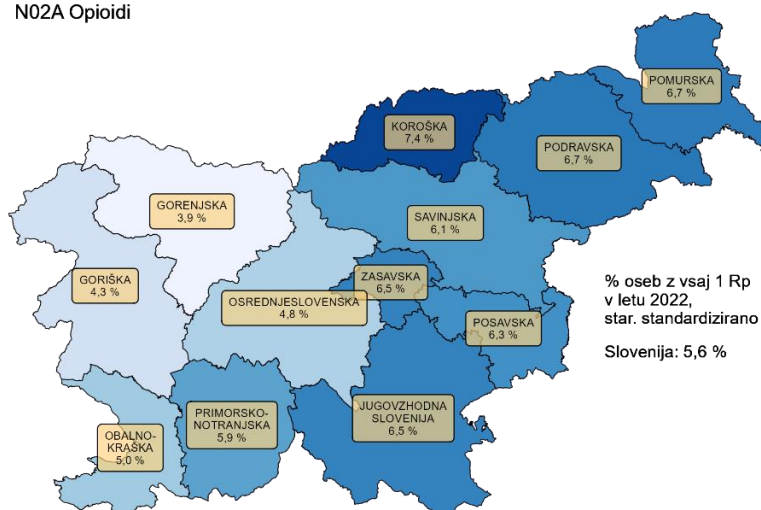 N02A Opioidi
POMURSKA
6,7 %
KOROŠKA
7,4 %
PODRAVSKA
6,7 %
GORENJSKA
3,9 %
SAVINJSKA
6,1 %
GORIŠKA
4,3 %
ZASAVSKA
6,5 %
OSREDNJESLOVENSKA
4,8 %
POSAVSKA
6,3 %
% oseb z vsaj 1 Rp
v letu 2022,
star. standardizirano
Slovenija: 5,6 %
PRIMORSKO-
NOTRANJSKA
5,9 %
JUGOVZHODNA
SLOVENIJA
6,5 %
OBALNO-
KRAŠKA
5,0 %